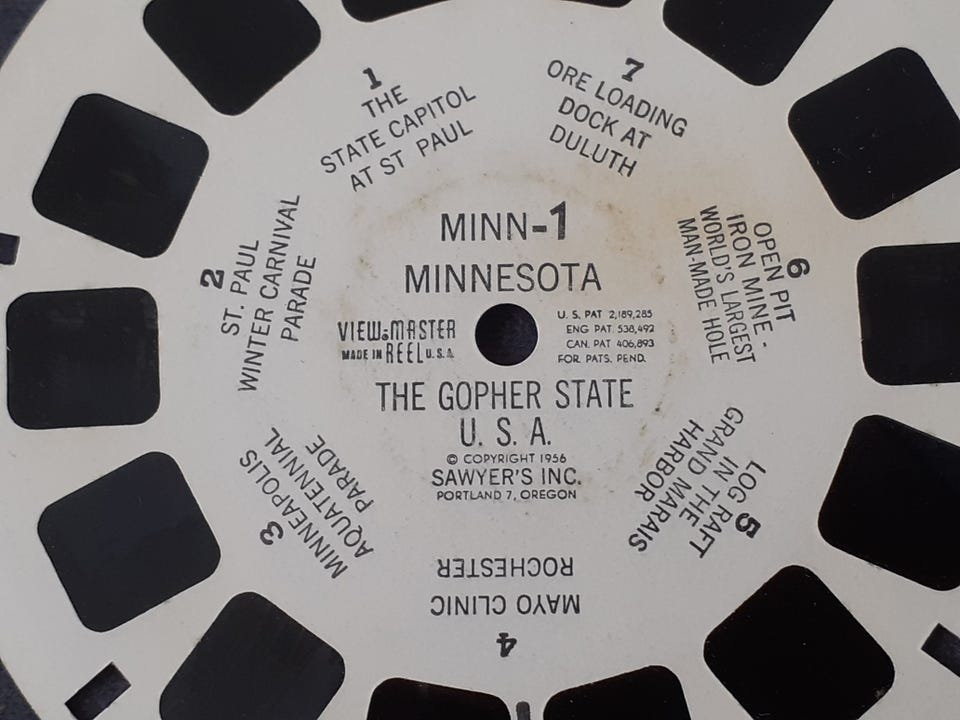 1
THE
STATE CAPITOL
AT ST PAUL
7
ORE LOADING
DOCK AT
DULUTH
MINN-1
MINNESOTA
VIEW-MASTER
MADE IN REEL U.S.A.
U.S. PAT 2,189,285
ENG PAT. 538,492
CAN. PAT 406,893
FOR. PATS. PEND.
THE GOPHER STATE
U. S. A.
© COPYRIGHT 1956
SAWYER'S INC.
PORTLAND 7, OREGON
2
ST. PAUL
WINTER CARNIVAL
PARADE
3
MINNEAPOLIS
AQUATENNIAL
PARADE
4
MAYO CLINIC
ROCHESTER
5
LOG RAFT
IN THE
GRAND MARAIS
HARBOR
6
OPEN PIT
IRON MINE -
WORLD'S LARGEST
MAN-MADE HOLE